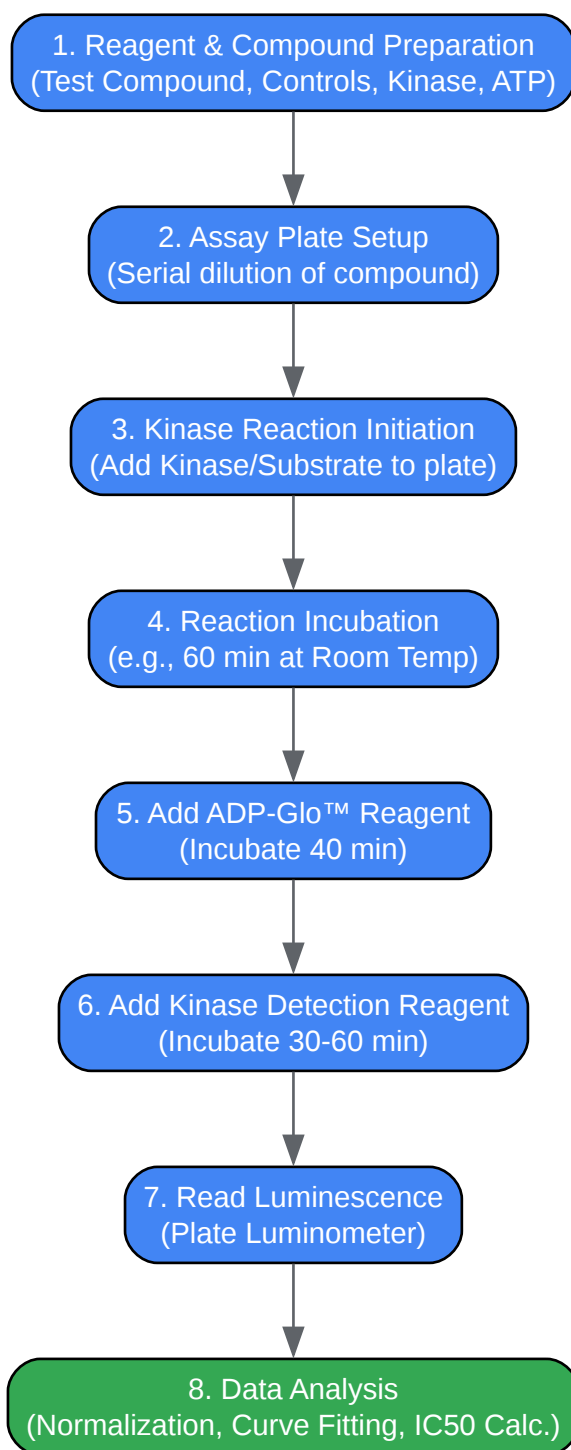 1. Reagent & Compound Preparation
(Test Compound, Controls, Kinase, ATP)
2. Assay Plate Setup
(Serial dilution of compound)
3. Kinase Reaction Initiation
(Add Kinase/Substrate to plate)
4. Reaction Incubation
(e.g., 60 min at Room Temp)
5. Add ADP-Glo™ Reagent
(Incubate 40 min)
6. Add Kinase Detection Reagent
(Incubate 30-60 min)
7. Read Luminescence
(Plate Luminometer)
8. Data Analysis
(Normalization, Curve Fitting, IC50 Calc.)